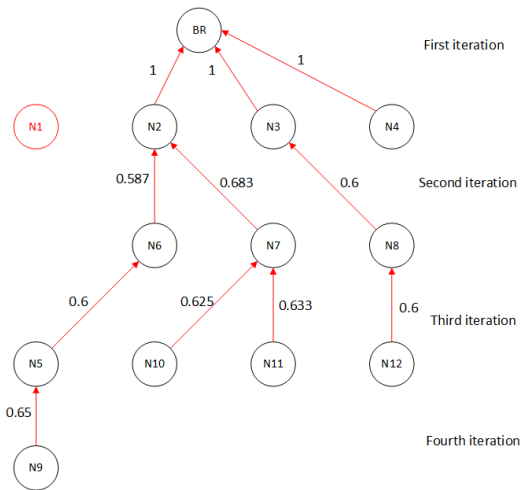 BR
First iteration
1
1
1
N1
N2
N3
N4
0.587
0.683
0.6
Second iteration
N6
N7
N8
0.6
0.625
0.633
0.6
Third iteration
N5
N10
N11
N12
0.65
Fourth iteration
N9